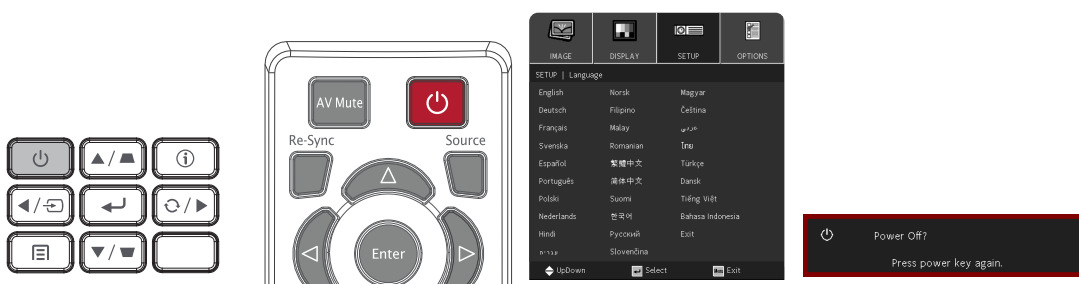 AV Mute
Re-Sync
Source
Enter
IMAGE DISPLAY SETUP OPTIONS
SETUP | Language
English Norsk Magyar
Deutsch Filipino Čeština
Français Malay عربي
Svenska Romanian ไทย
Español 繁體中文 Türkçe
Português 简体中文 Dansk
Polski Suomi Tiếng Việt
Nederlands 한국어 Bahasa Indonesia
Hindi Русский Exit
עברית Slovenčina
UpDown Select Exit
Power Off?
Press power key again.